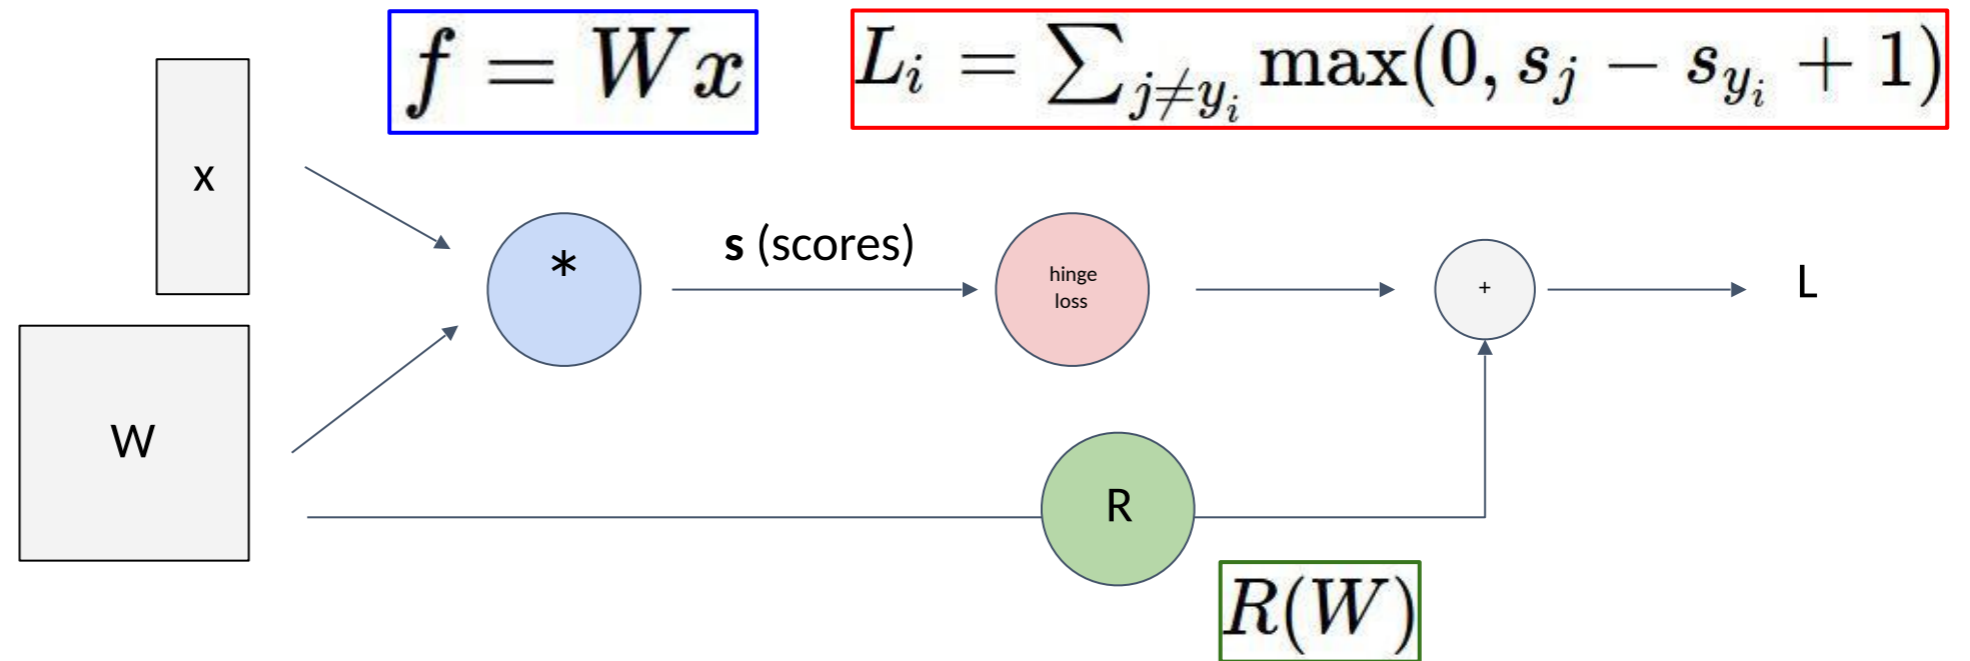 f = Wx
L_i = ∑_{j≠y_i} max(0, s_j − s_{y_i} + 1)
x
*
s (scores)
hinge
loss
+
L
W
R
R(W)